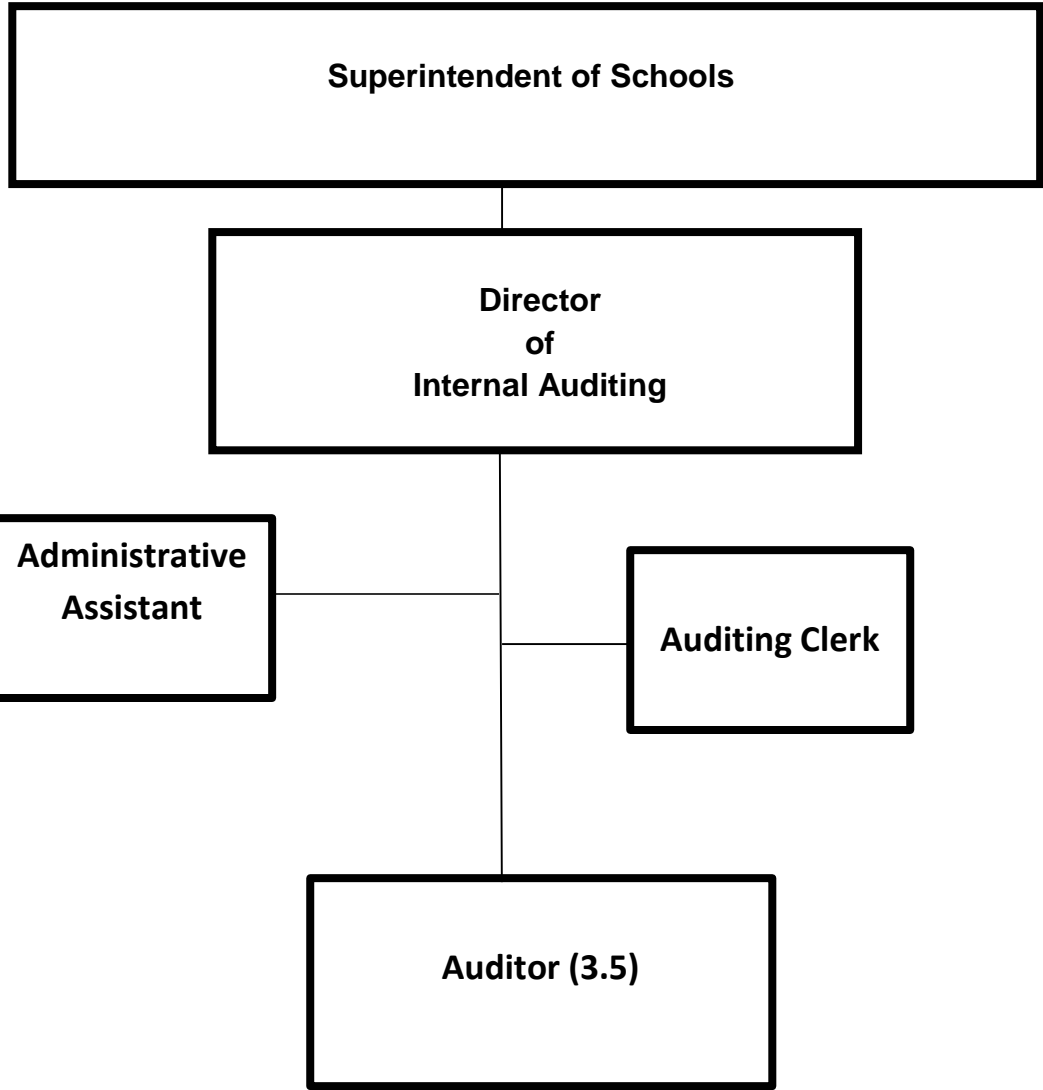 Superintendent of Schools
Director
of
Internal Auditing
Administrative
Assistant
Auditing Clerk
Auditor (3.5)